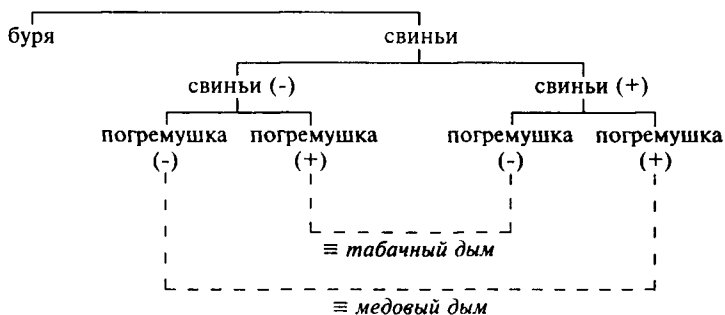 буря свиньи
свиньи (-) свиньи (+)
погремушка погремушка погремушка погремушка
(-) (+) (-) (+)
≡ табачный дым
≡ медовый дым